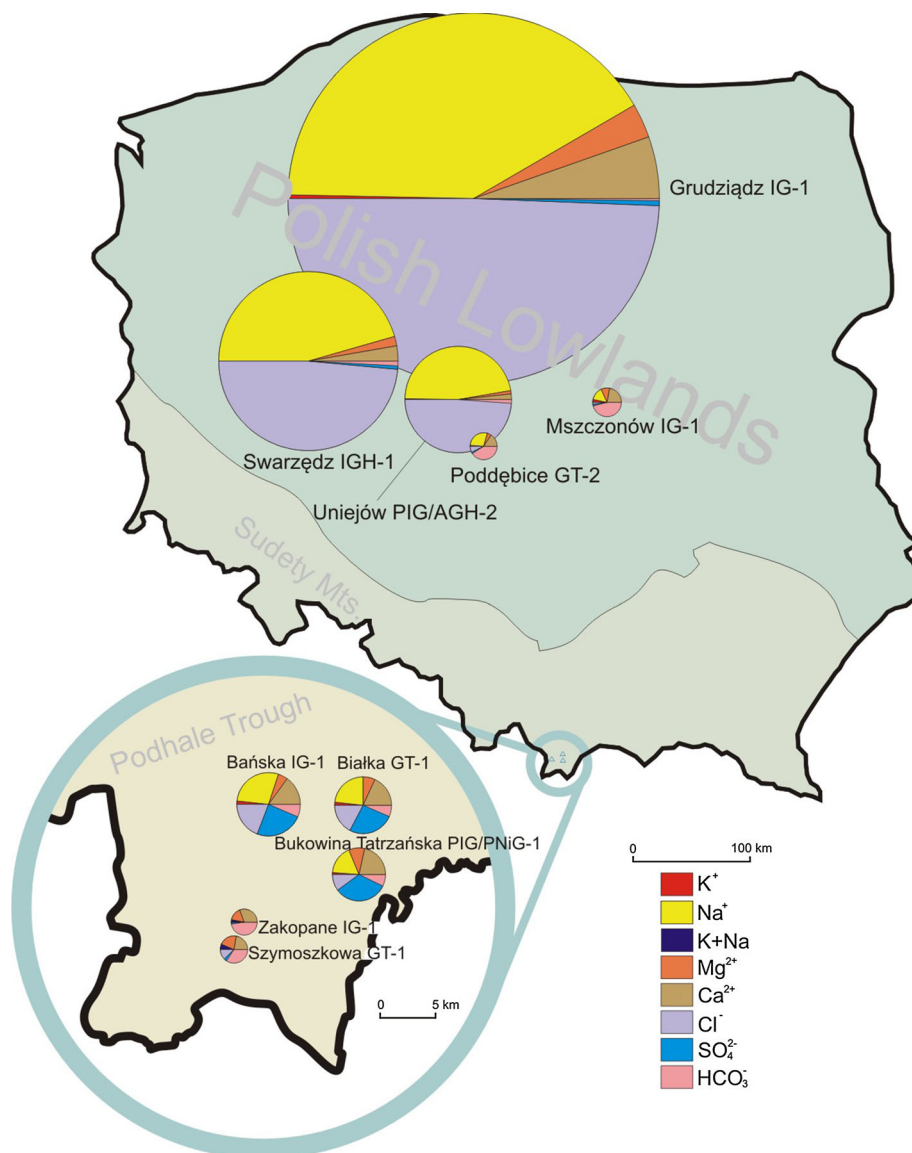 Polish Lowlands
Grudziądz IG-1
Mszczonów IG-1
Swarzędz IGH-1
Poddębice GT-2
Uniejów PIG/AGH-2
Sudety Mts.
Podhale Trough
Bańska IG-1
Białka GT-1
Bukowina Tatrzańska PIG/PNiG-1
Zakopane IG-1
Szymoszkowa GT-1
0 5 km
0 100 km
K⁺
Na⁺
K+Na
Mg²⁺
Ca²⁺
Cl⁻
SO₄²⁻
HCO₃⁻